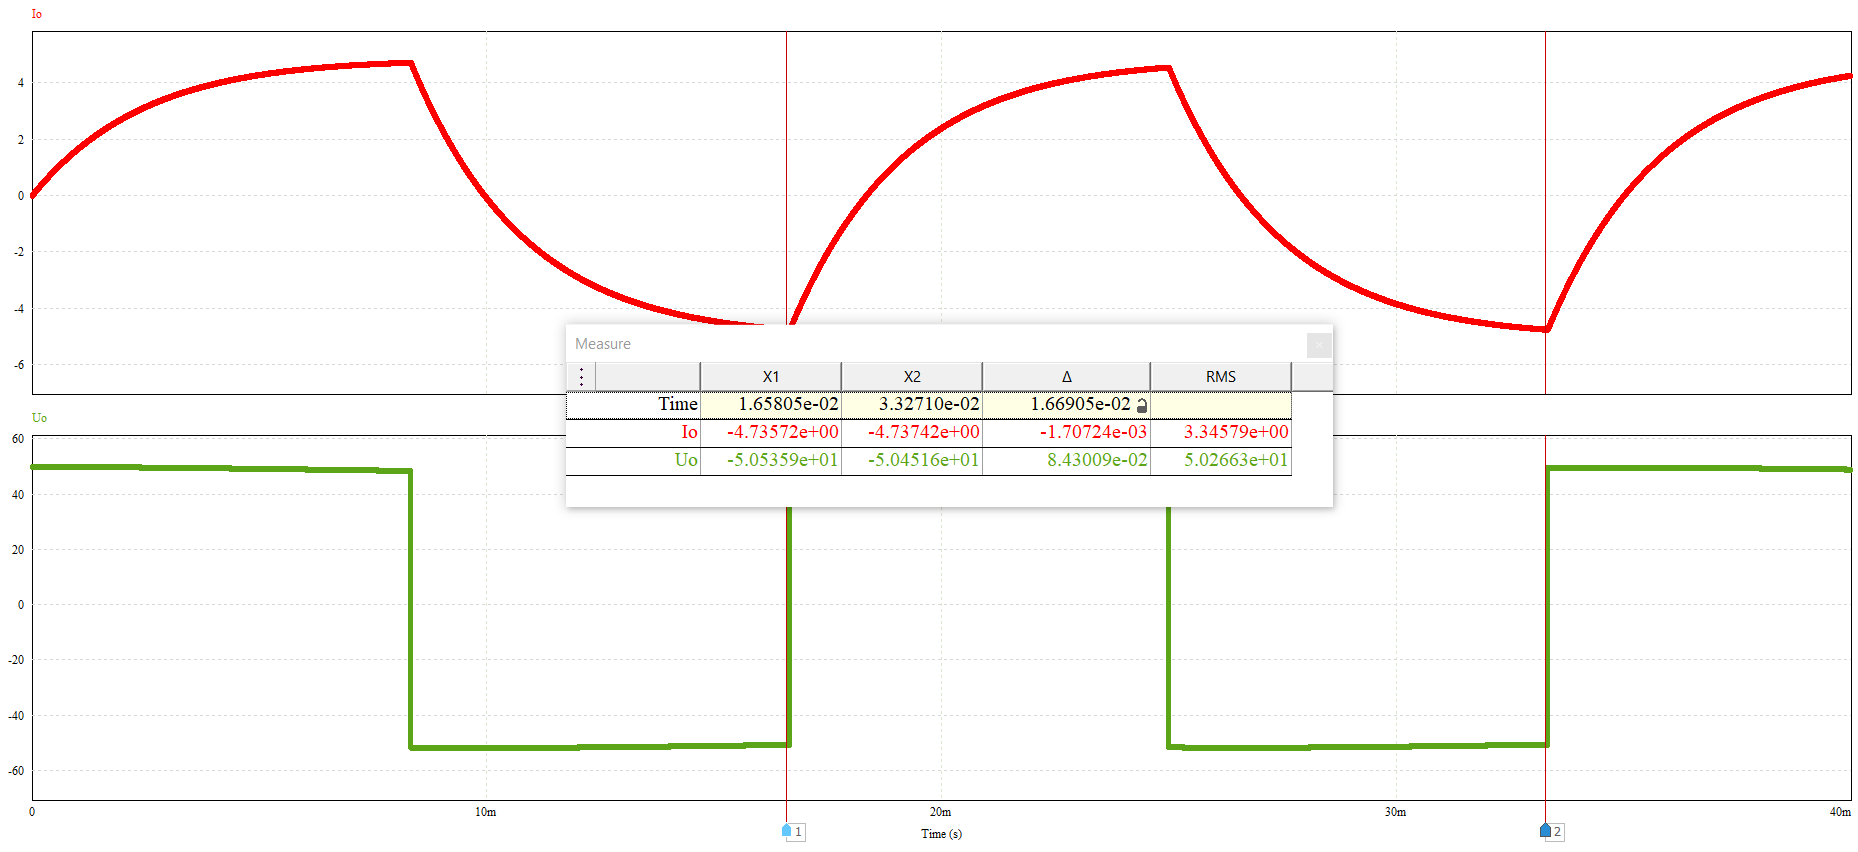 Io
4
2
0
-2
-4
-6
Measure
X1 X2 Δ RMS
Time 1.65805e-02 3.32710e-02 1.66905e-02
Io -4.73572e+00 -4.73742e+00 -1.70724e-03 3.34579e+00
Uo -5.05359e+01 -5.04516e+01 8.43009e-02 5.02663e+01
Uo
60
40
20
0
-20
-40
-60
0 10m 20m 30m 40m
1 2
Time (s)